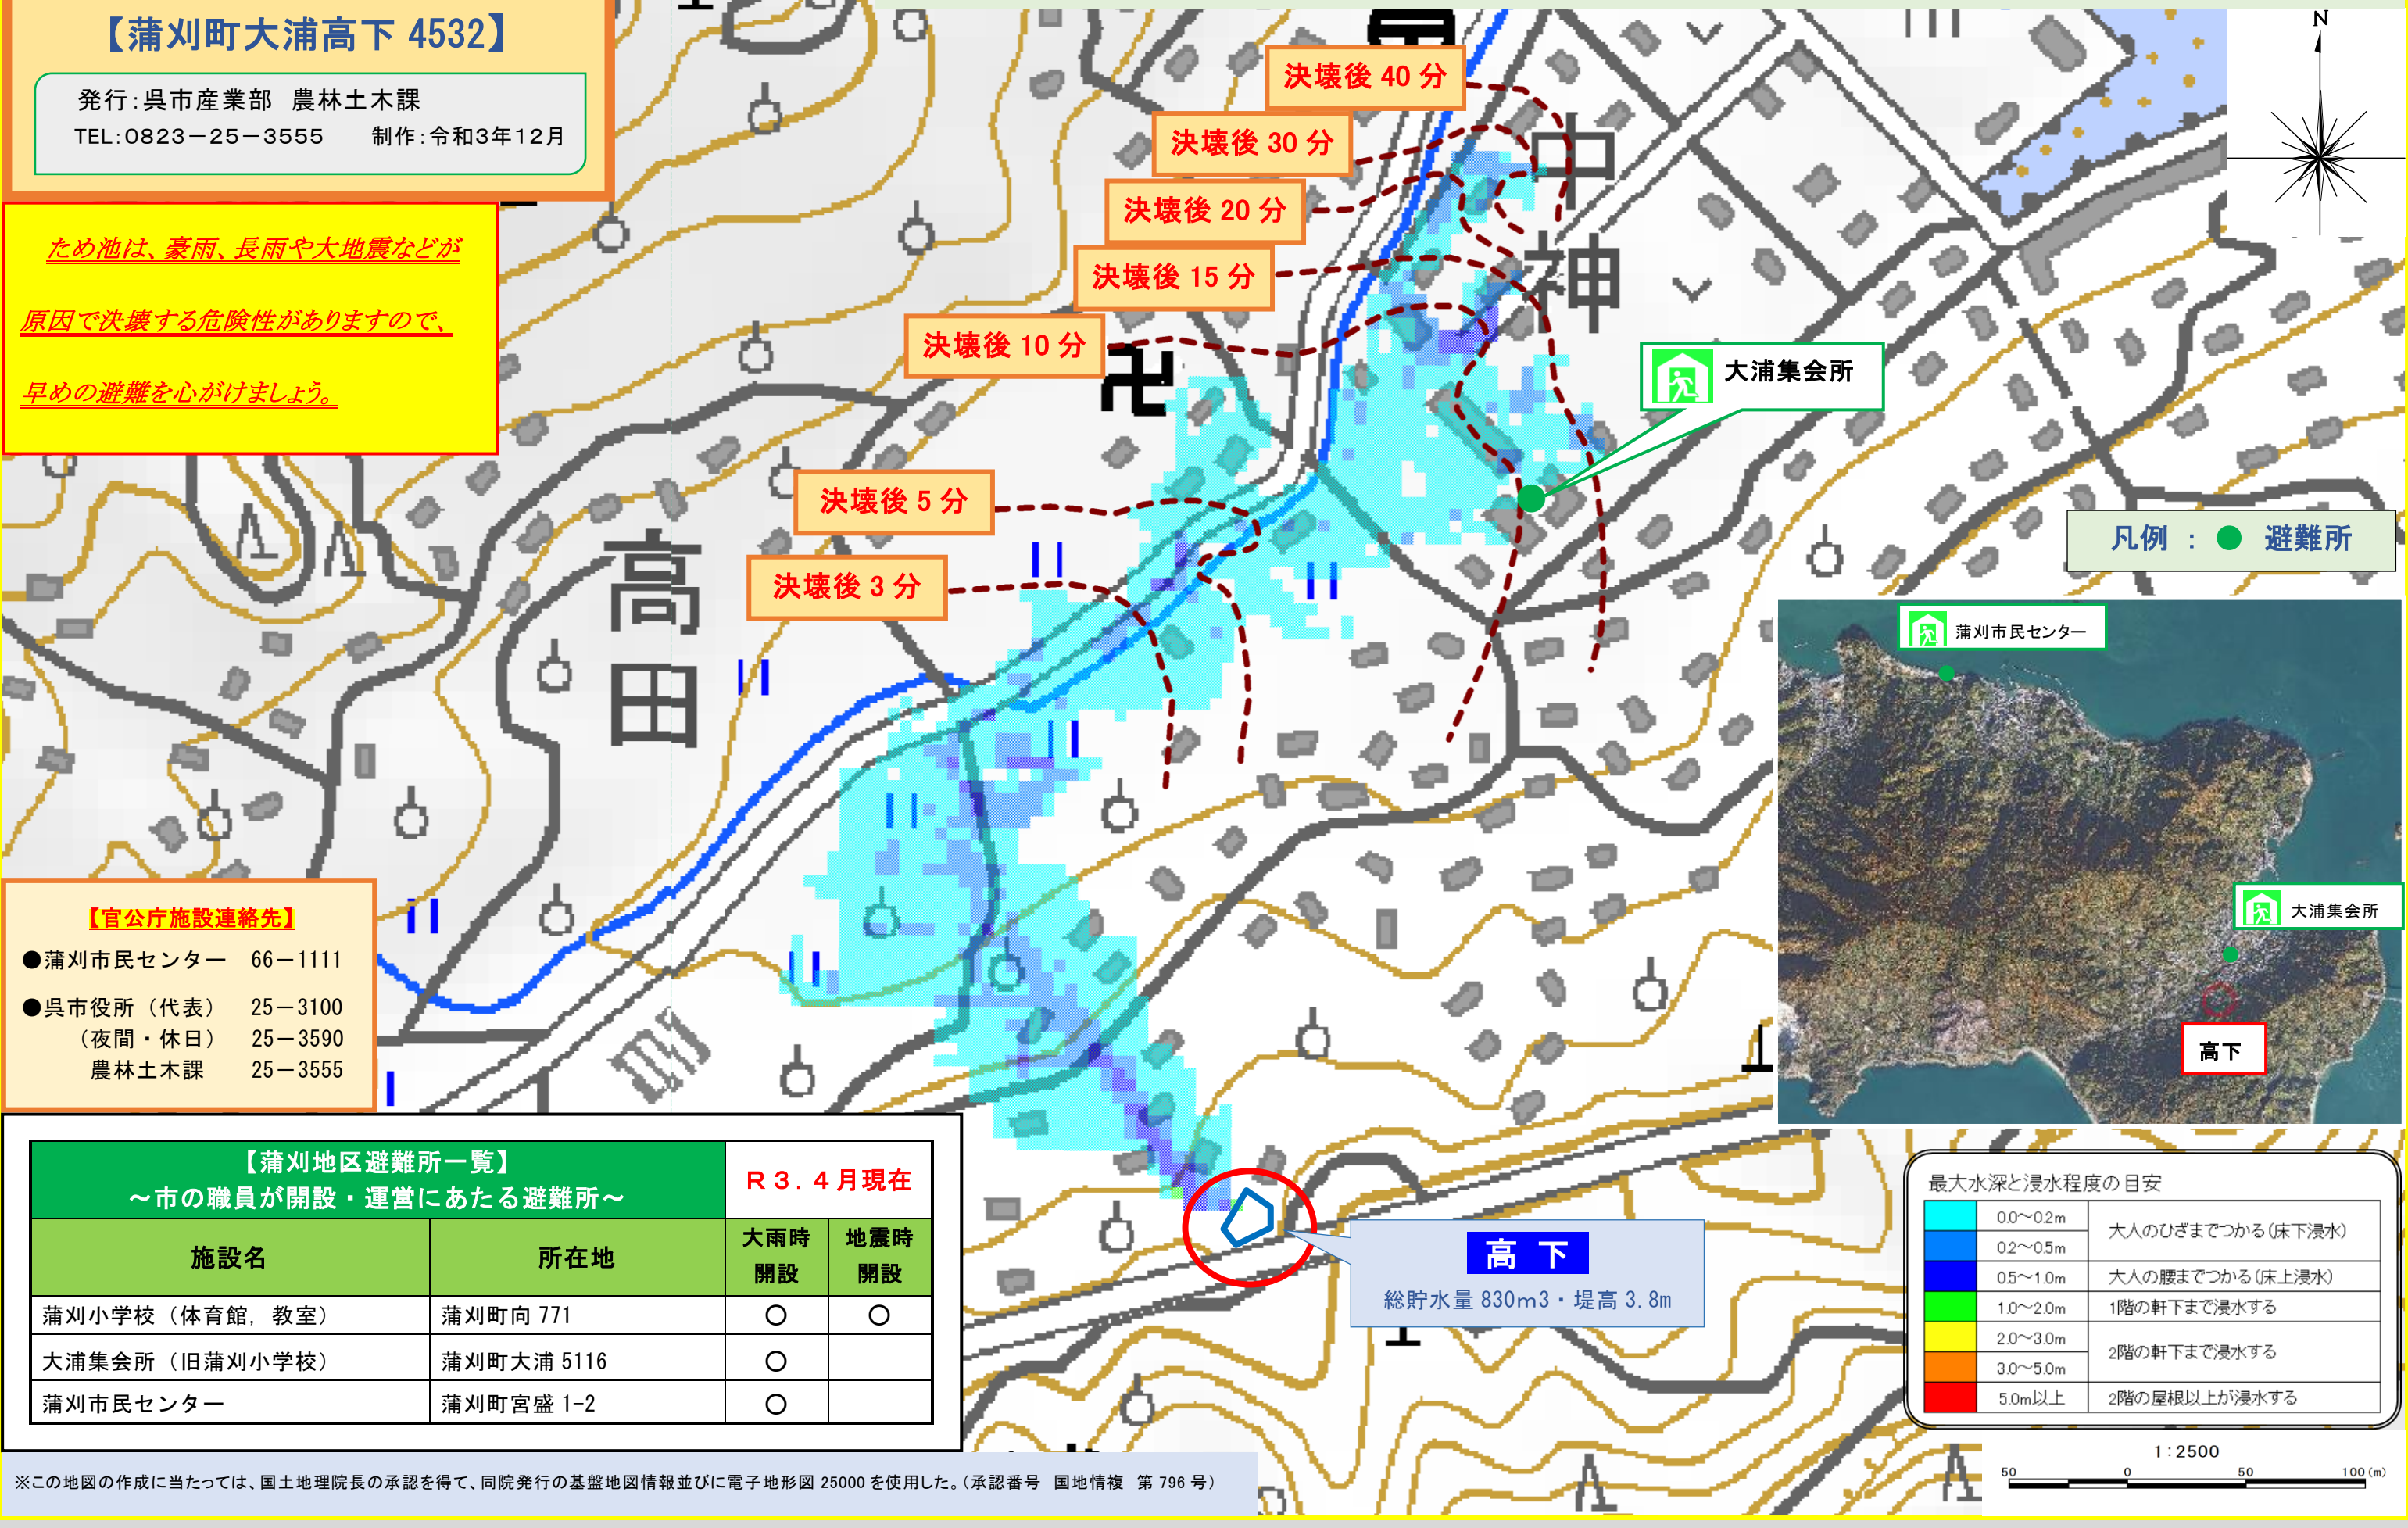 【蒲刈町大浦高下 4532】
発行:呉市産業部 農林土木課
TEL:0823-25-3555 制作:令和3年12月
ため池は、豪雨、長雨や大地震などが
原因で決壊する危険性がありますので、
早めの避難を心がけましょう。
決壊後 40 分
決壊後 30 分
決壊後 20 分
決壊後 15 分
決壊後 10 分
決壊後 5 分
決壊後 3 分
N
中神
高田
卍
大浦集会所
凡例 : ● 避難所
蒲刈市民センター
大浦集会所
高下
【官公庁施設連絡先】
●蒲刈市民センター 66-1111
●呉市役所(代表) 25-3100
(夜間・休日) 25-3590
農林土木課 25-3555
【蒲刈地区避難所一覧】
~市の職員が開設・運営にあたる避難所~
R3.4月現在
施設名 所在地 大雨時開設 地震時開設
蒲刈小学校(体育館, 教室) 蒲刈町向 771 ○ ○
大浦集会所(旧蒲刈小学校) 蒲刈町大浦 5116 ○
蒲刈市民センター 蒲刈町宮盛 1-2 ○
高 下
総貯水量 830m3・堤高 3.8m
最大水深と浸水程度の目安
0.0~0.2m 大人のひざまでつかる(床下浸水)
0.2~0.5m
0.5~1.0m 大人の腰までつかる(床上浸水)
1.0~2.0m 1階の軒下まで浸水する
2.0~3.0m 2階の軒下まで浸水する
3.0~5.0m
5.0m以上 2階の屋根以上が浸水する
1:2500
50 0 50 100(m)
※この地図の作成に当たっては、国土地理院長の承認を得て、同院発行の基盤地図情報並びに電子地形図 25000 を使用した。(承認番号 国地情複 第 796 号)